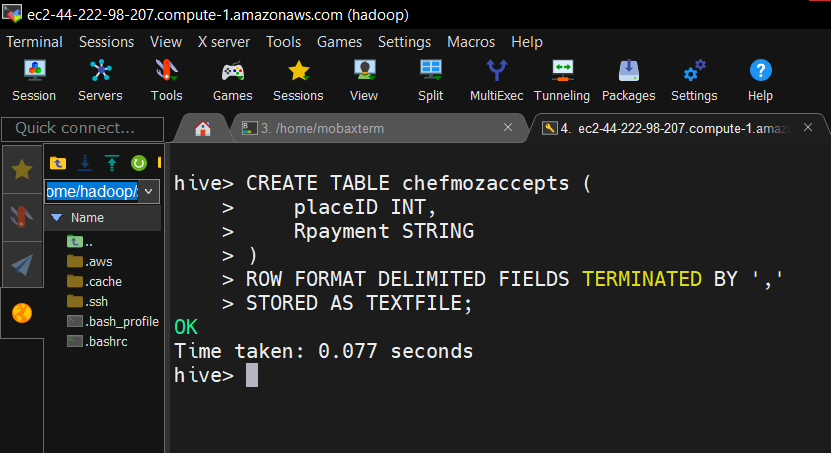 ec2-44-222-98-207.compute-1.amazonaws.com (hadoop)
Terminal Sessions View X server Tools Games Settings Macros Help
Session Servers Tools Games Sessions View Split MultiExec Tunneling Packages Settings Help
Quick connect...
3. /home/mobaxterm
4. ec2-44-222-98-207.compute-1.amaz
ome/hadoop/
Name
..
.aws
.cache
.ssh
.bash_profile
.bashrc
hive> CREATE TABLE chefmozaccepts (
    >     placeID INT,
    >     Rpayment STRING
    > )
    > ROW FORMAT DELIMITED FIELDS TERMINATED BY ','
    > STORED AS TEXTFILE;
OK
Time taken: 0.077 seconds
hive>